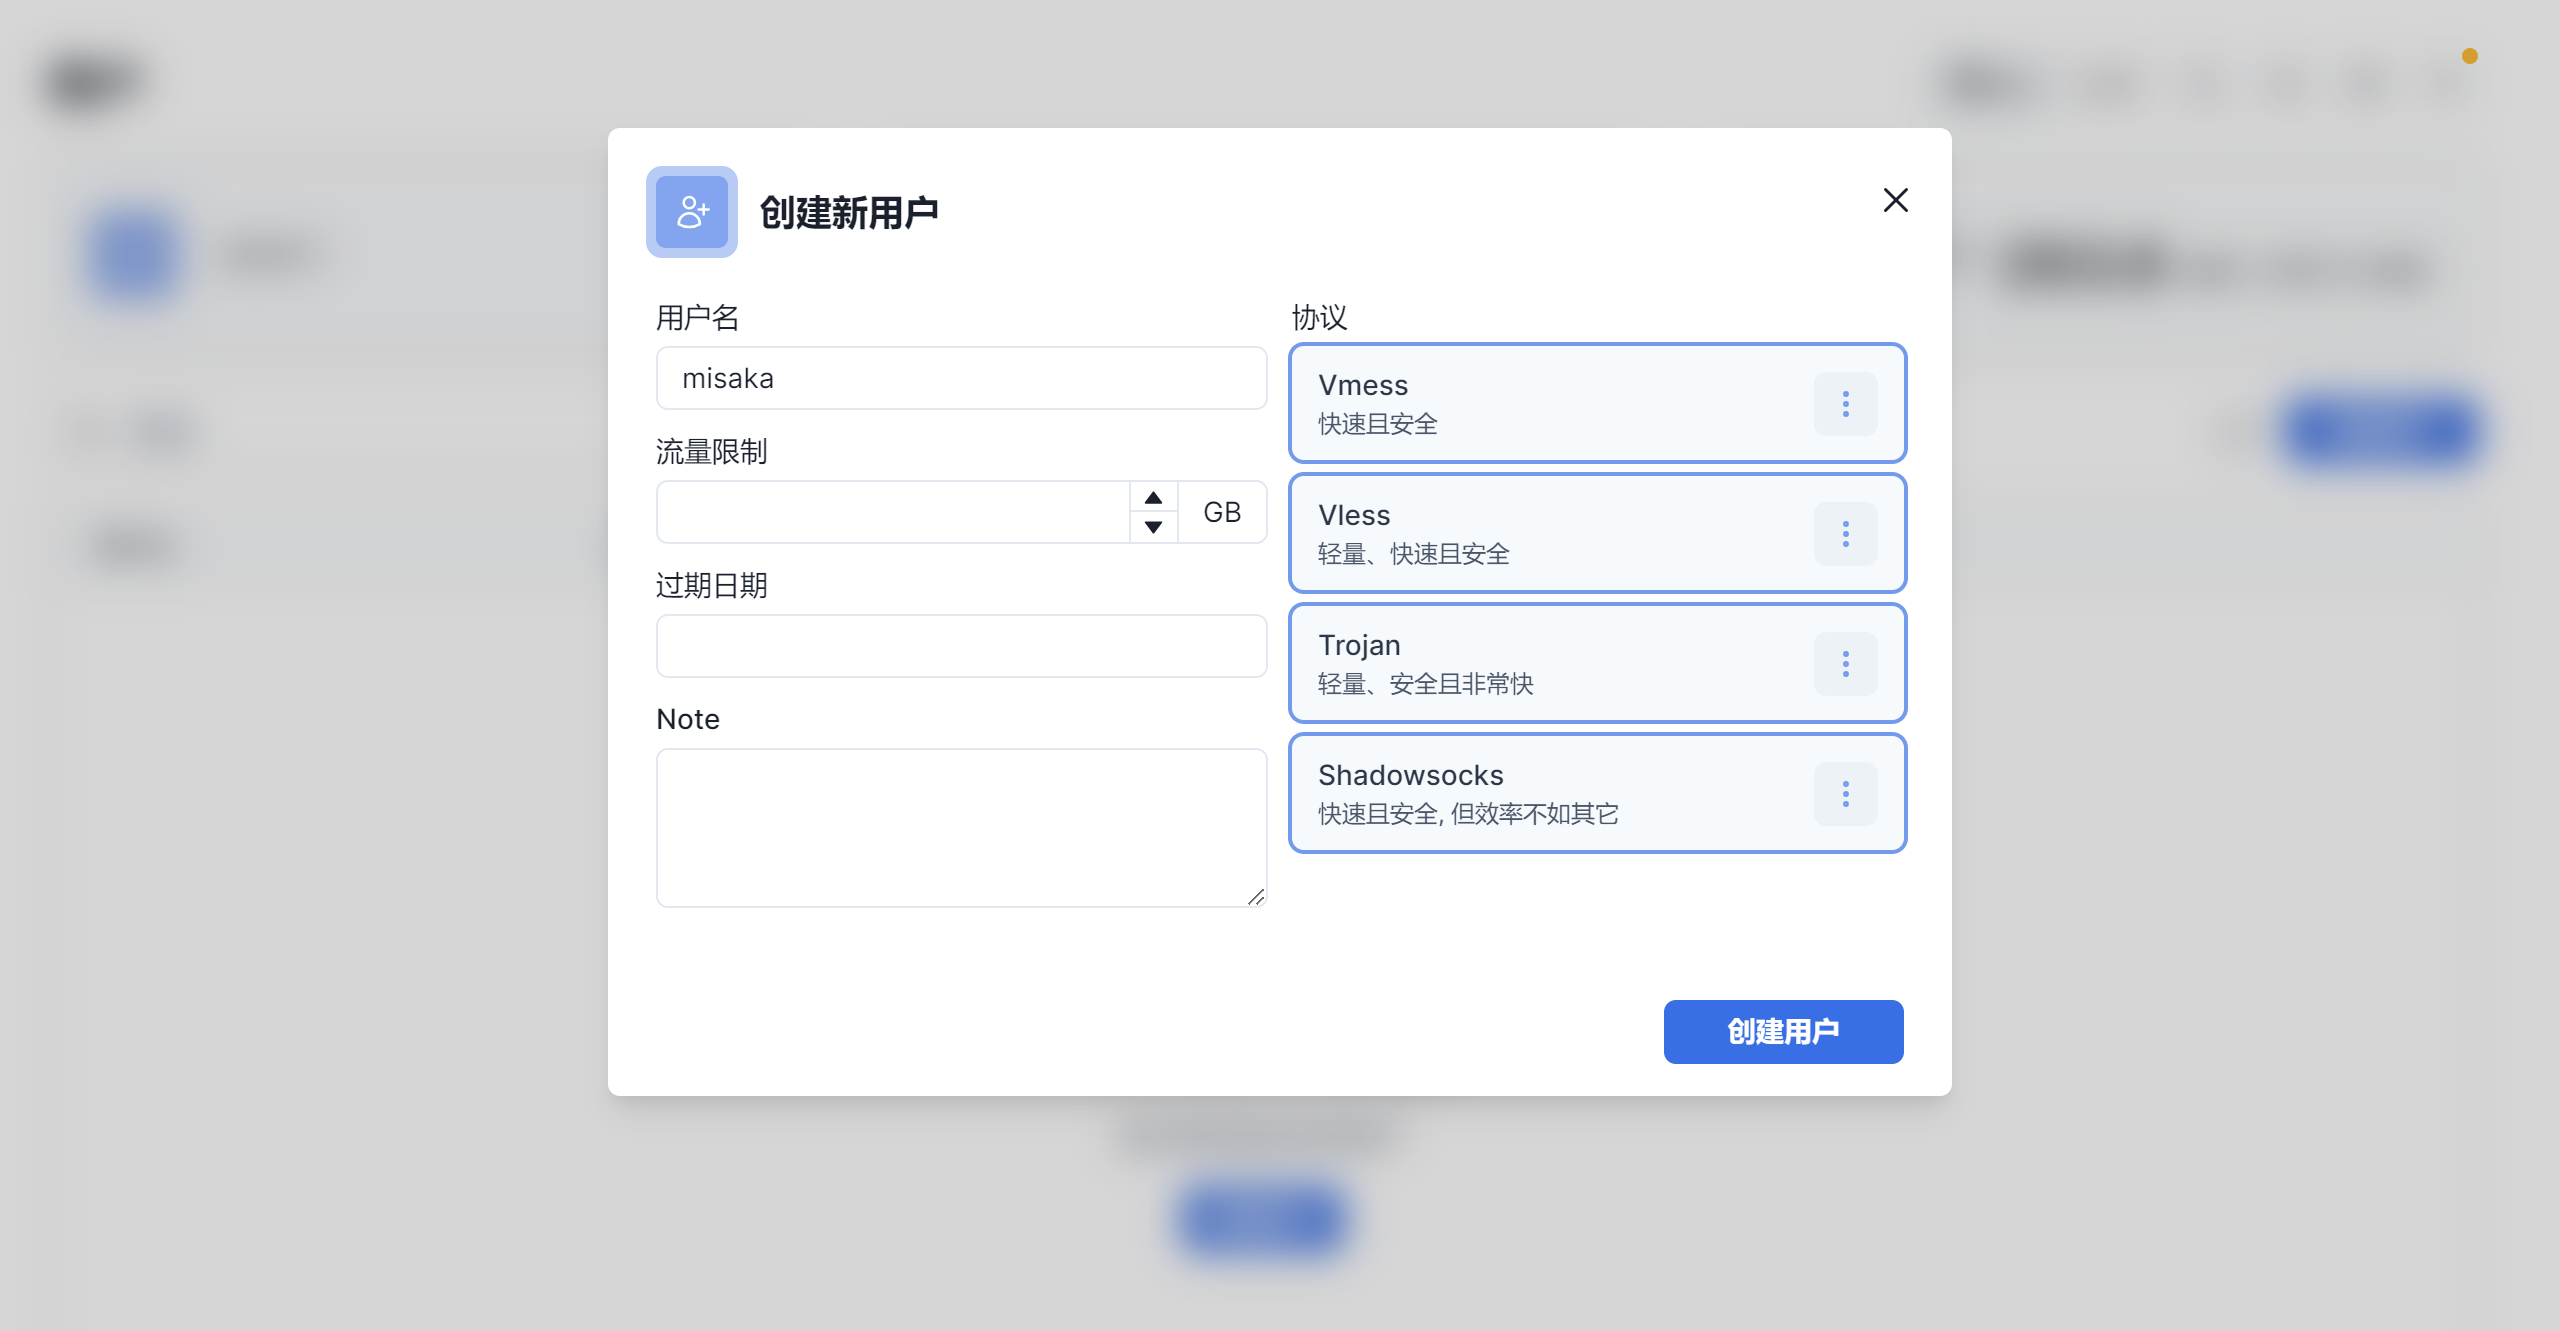 创建新用户
用户名
misaka
流量限制
GB
过期日期
Note
协议
Vmess
快速且安全
Vless
轻量、快速且安全
Trojan
轻量、安全且非常快
Shadowsocks
快速且安全, 但效率不如其它
创建用户